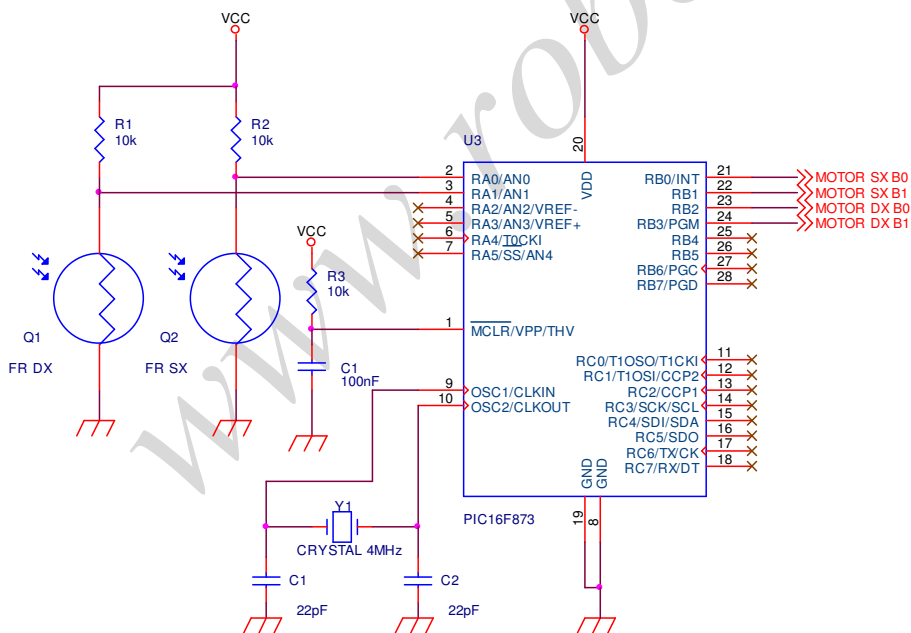 VCC
VCC
R1
10k
R2
10k
U3
20
VDD
2
RA0/AN0
3
RA1/AN1
4
RA2/AN2/VREF-
5
RA3/AN3/VREF+
6
RA4/T0CKI
7
RA5/SS/AN4
RB0/INT
21
MOTOR SX B0
RB1
22
MOTOR SX B1
RB2
23
MOTOR DX B0
RB3/PGM
24
MOTOR DX B1
RB4
25
RB5
26
RB6/PGC
27
RB7/PGD
28
VCC
R3
10k
Q1
FR DX
Q2
FR SX
1
MCLR/VPP/THV
C1
100nF
9
OSC1/CLKIN
10
OSC2/CLKOUT
RC0/T1OSO/T1CKI
11
RC1/T1OSI/CCP2
12
RC2/CCP1
13
RC3/SCK/SCL
14
RC4/SDI/SDA
15
RC5/SDO
16
RC6/TX/CK
17
RC7/RX/DT
18
GND
GND
19
8
PIC16F873
Y1
CRYSTAL 4MHz
C1
22pF
C2
22pF
www.robo